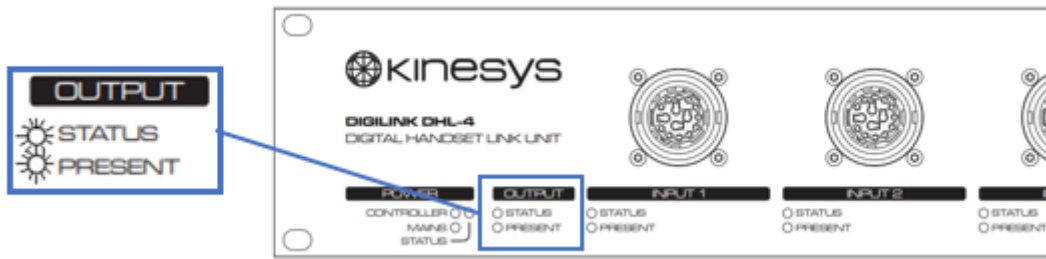 OUTPUT
STATUS
PRESENT
kinesys
DIGILINK DHL-4
DIGITAL HANDSET LINK UNIT
POWER
CONTROLLER
MAINS
STATUS
OUTPUT
STATUS
PRESENT
INPUT 1
STATUS
PRESENT
INPUT 2
STATUS
PRESENT
STATUS
PRESENT